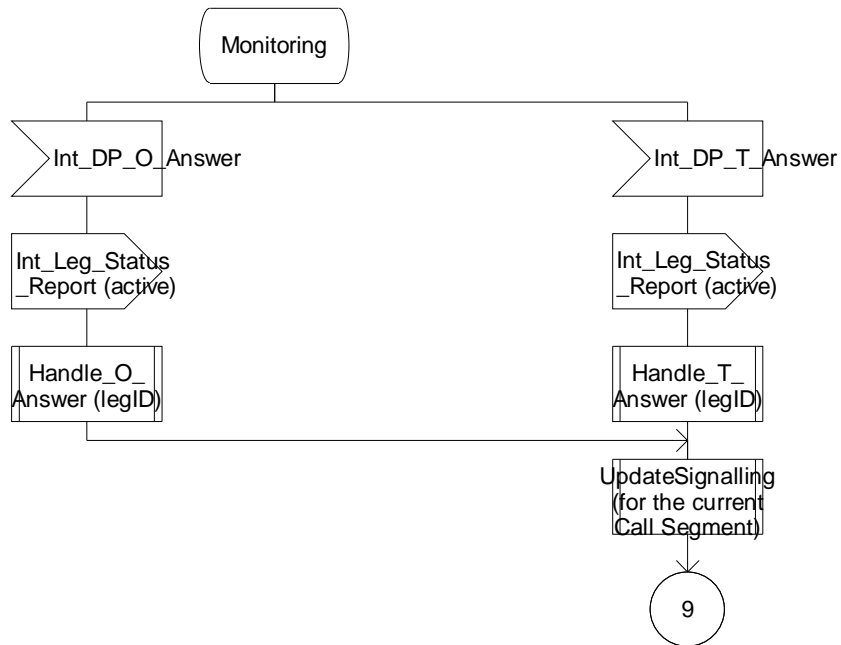 Monitoring
Int_DP_O_Answer
Int_DP_T_Answer
Int_Leg_Status
_Report (active)
Int_Leg_Status
_Report (active)
Handle_O_
Answer (legID)
Handle_T_
Answer (legID)
UpdateSignalling
(for the current
Call Segment)
9